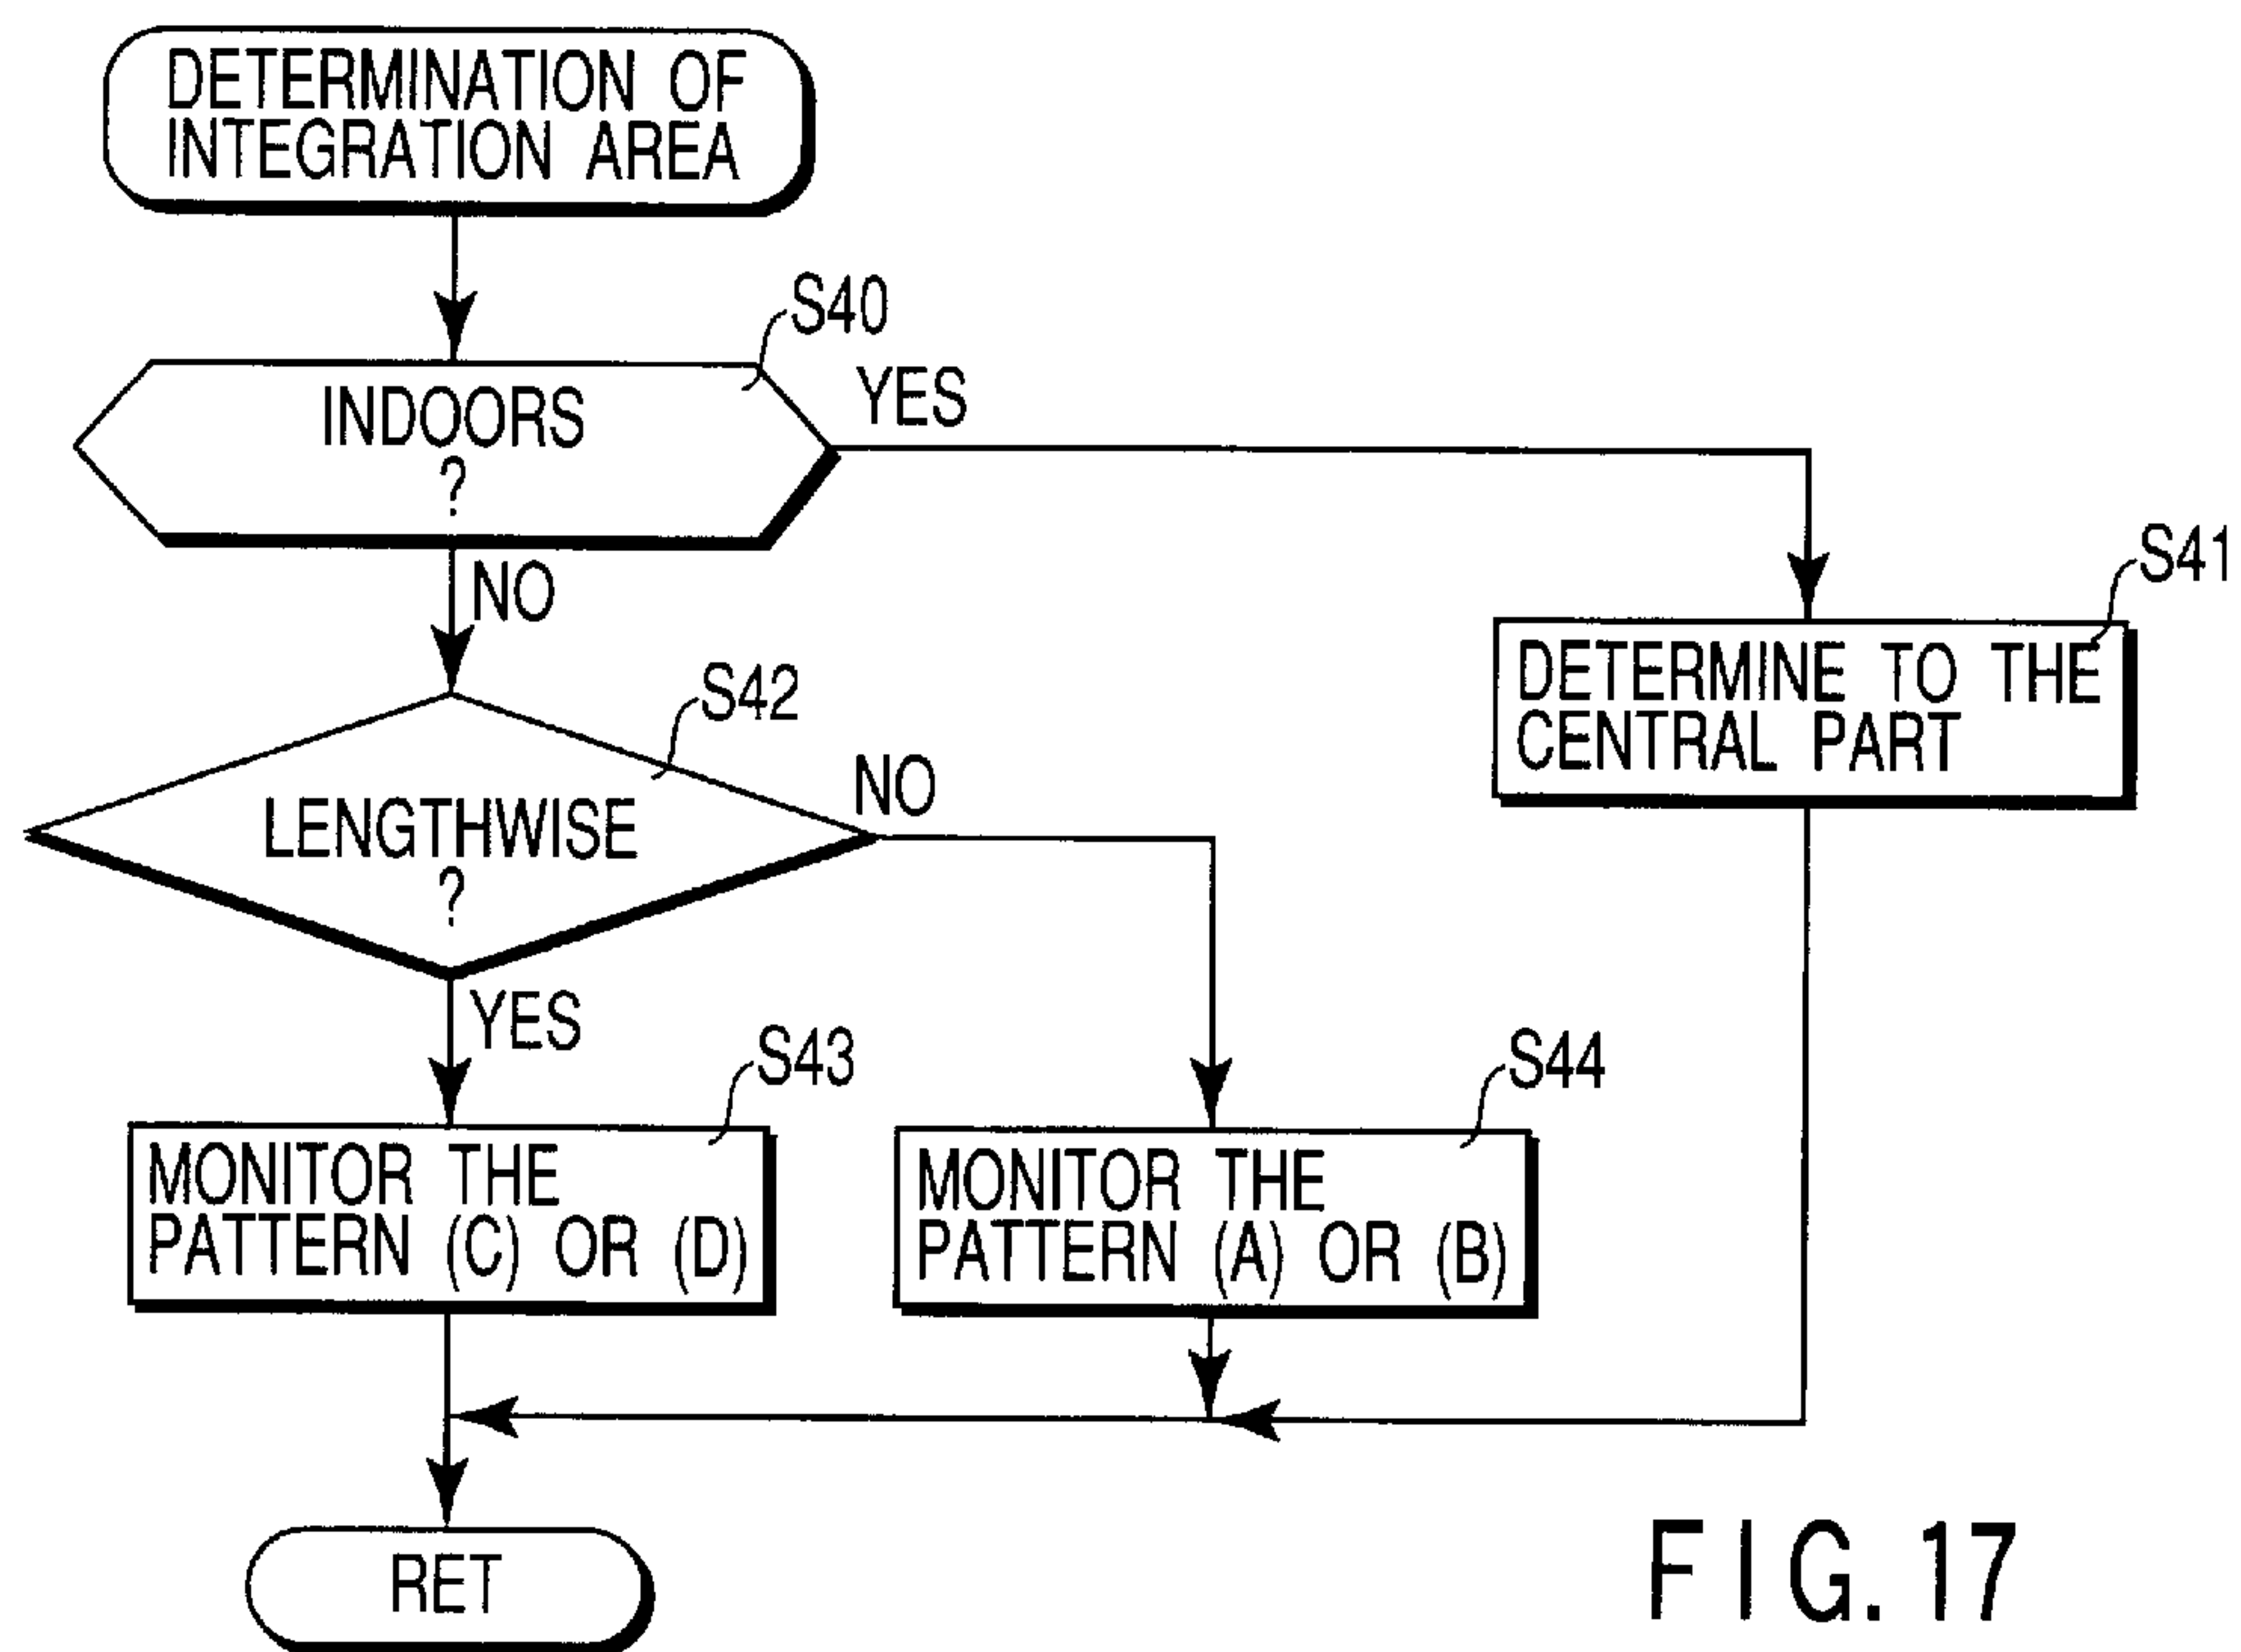 DETERMINATION OF
INTEGRATION AREA
S40
INDOORS
?
YES
NO
S41
DETERMINE TO THE
CENTRAL PART
S42
LENGTHWISE
?
NO
YES
S43
MONITOR THE
PATTERN (C) OR (D)
S44
MONITOR THE
PATTERN (A) OR (B)
RET
FIG. 17